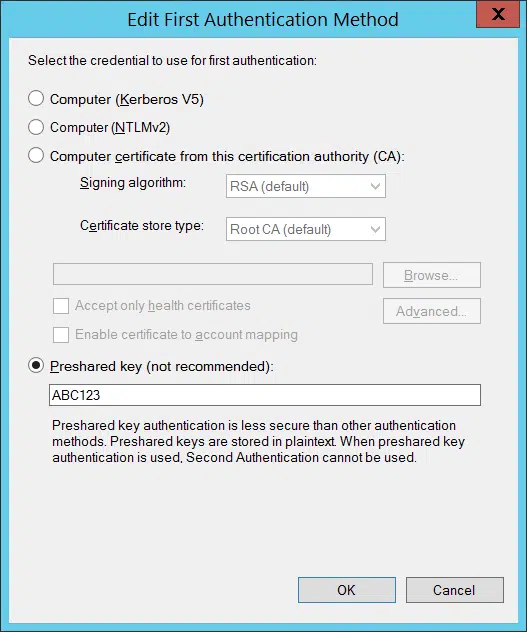 Edit First Authentication Method
x
Select the credential to use for first authentication:
Computer (Kerberos V5)
Computer (NTLMv2)
Computer certificate from this certification authority (CA):
Signing algorithm:
RSA (default)
Certificate store type:
Root CA (default)
Browse...
Accept only health certificates
Advanced...
Enable certificate to account mapping
Preshared key (not recommended):
ABC123
Preshared key authentication is less secure than other authentication
methods. Preshared keys are stored in plaintext. When preshared key
authentication is used, Second Authentication cannot be used.
OK
Cancel